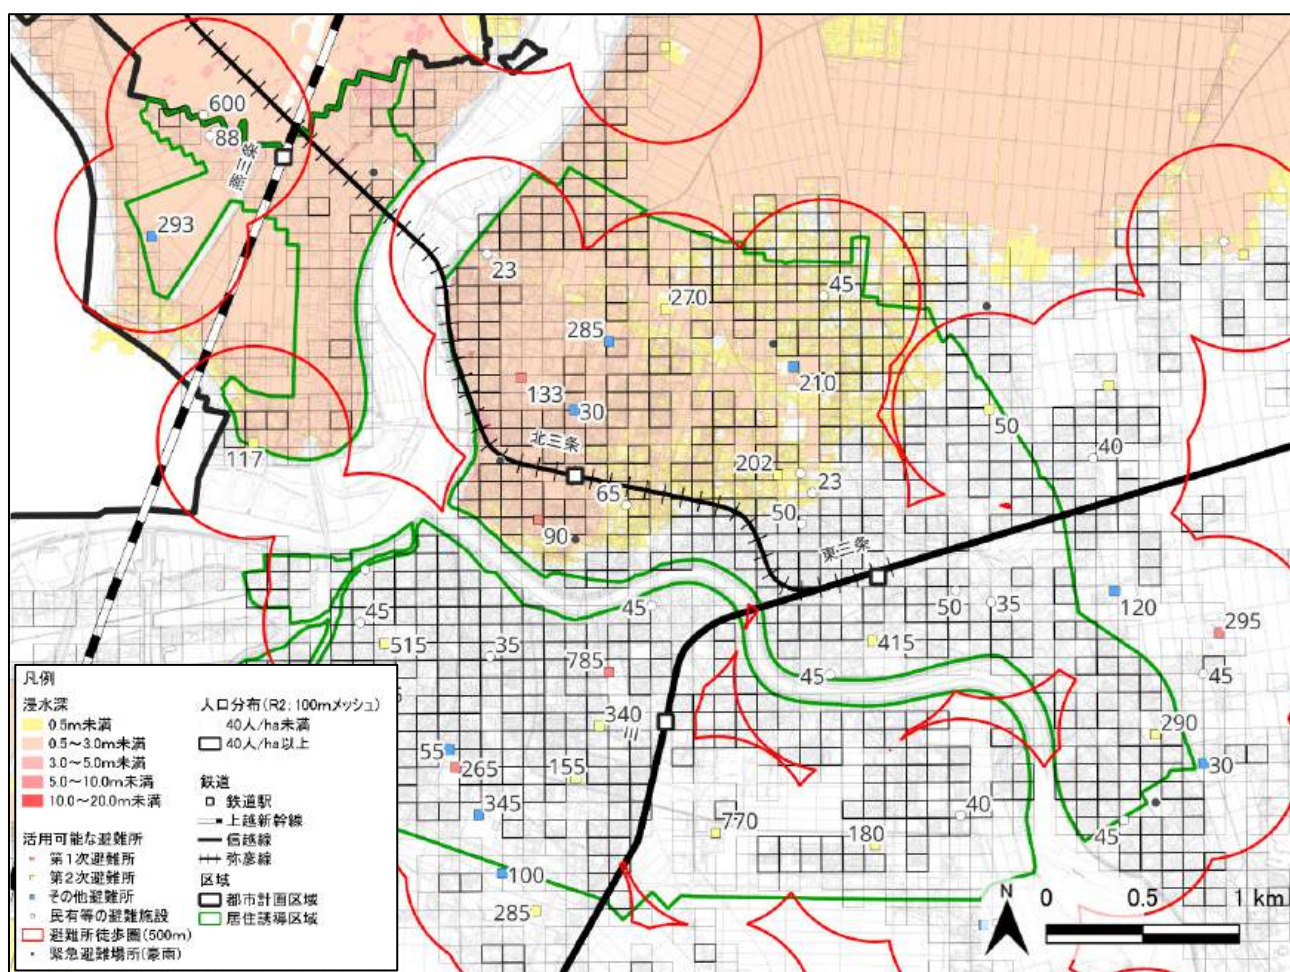 600
88
燕三条
293
23
45
270
285
210
133
30
50
北三条
40
117
202
23
65
50
90
東三条
45
45
50
35
120
295
515
35
785
415
45
45
340
290
55
265
155
30
345
40
770
180
45
100
285
凡例
浸水深
0.5m未満
0.5～3.0m未満
3.0～5.0m未満
5.0～10.0m未満
10.0～20.0m未満
活用可能な避難所
第1次避難所
第2次避難所
その他避難所
民有等の避難施設
避難所徒歩圏(500m)
緊急避難場所(豪雨)
人口分布(R2:100mメッシュ)
40人/ha未満
40人/ha以上
鉄道
鉄道駅
上越新幹線
信越線
弥彦線
区域
都市計画区域
居住誘導区域
N
0 0.5 1 km